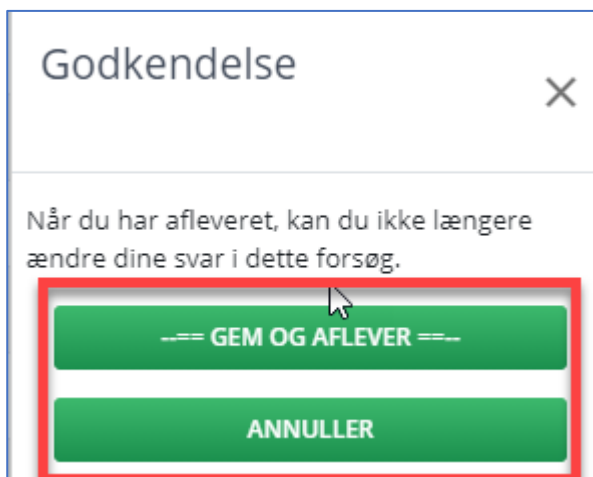 Godkendelse
Når du har afleveret, kan du ikke længere
ændre dine svar i dette forsøg.
--== GEM OG AFLEVER ==--
ANNULLER